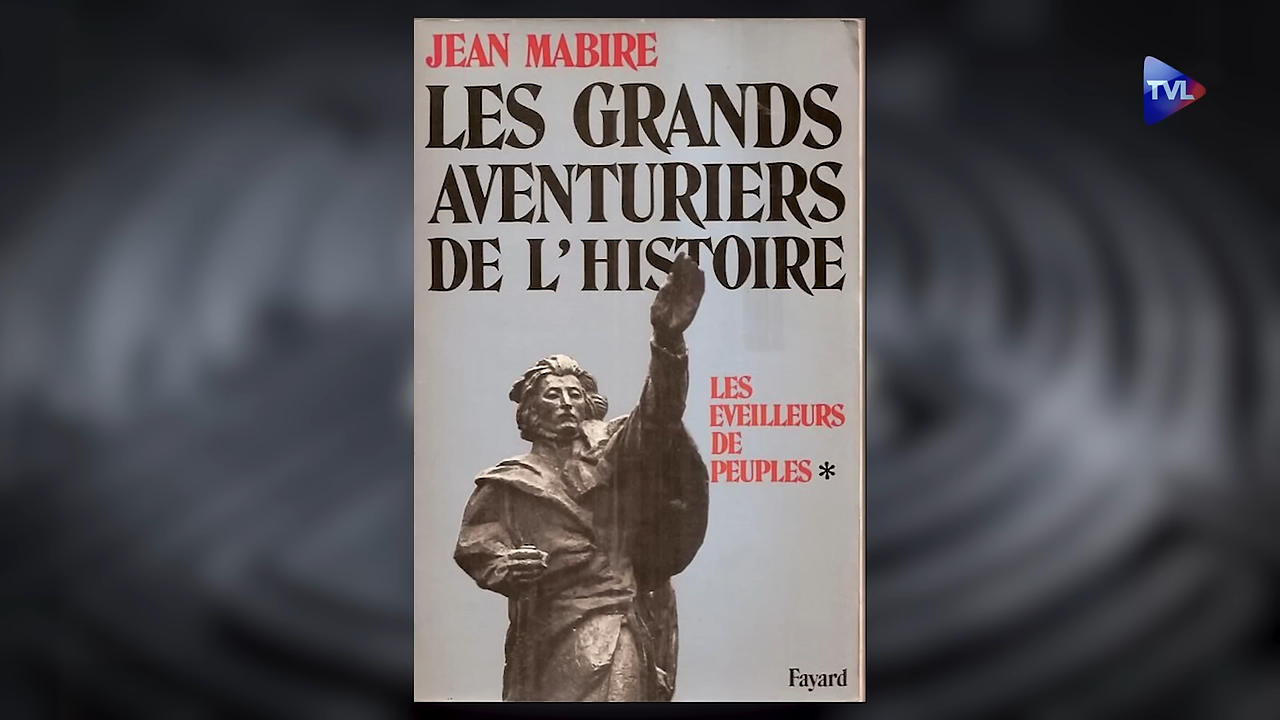 JEAN MABIRE
LES GRANDS
AVENTURIERS
DE L'HISTOIRE
LES
EVEILLEURS
DE
PEUPLES *
Fayard
TVL